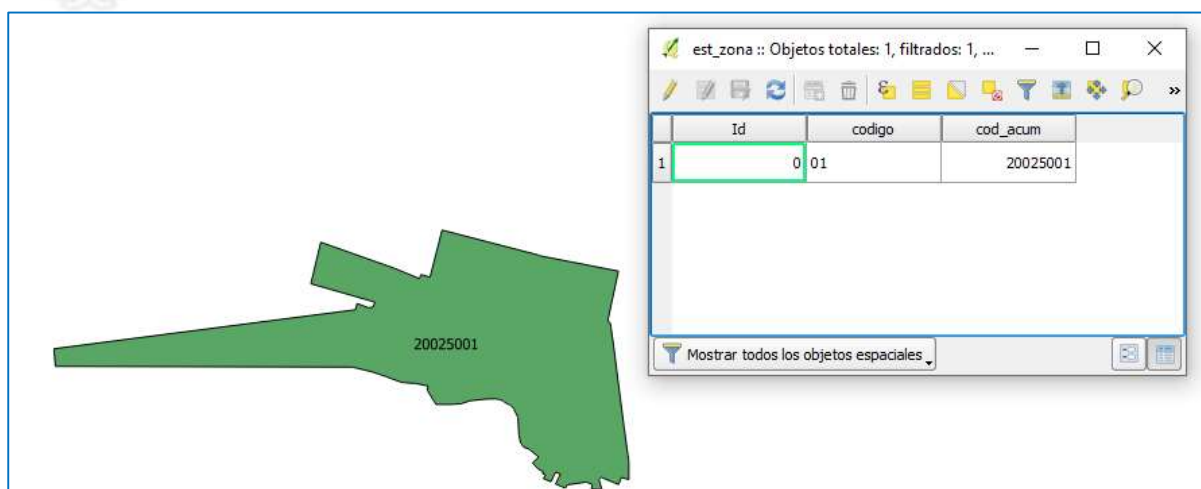 est_zona :: Objetos totales: 1, filtrados: 1, ...
Id codigo cod_acum
1 0 01 20025001
20025001
Mostrar todos los objetos espaciales